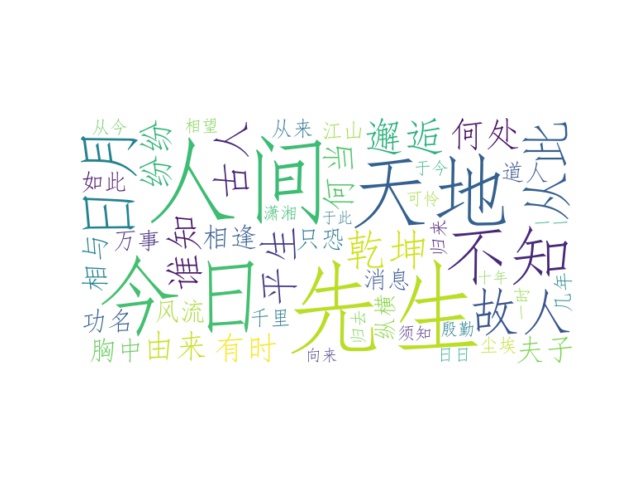 从今
相望
从来
江山
邂逅
何处
从此
日月
纷纷
人间
古人
何当
天地
于今
道人
如此
潇湘
于此
可怜
相与
万事
谁知
相逢
平生
只恐
乾坤
归来
不知
今日
先生
消息
十年
几年
功名
风流
千里
归去
纵横
须知
殷勤
故人
胸中
由来
有时
向来
日日
尘埃
夫子